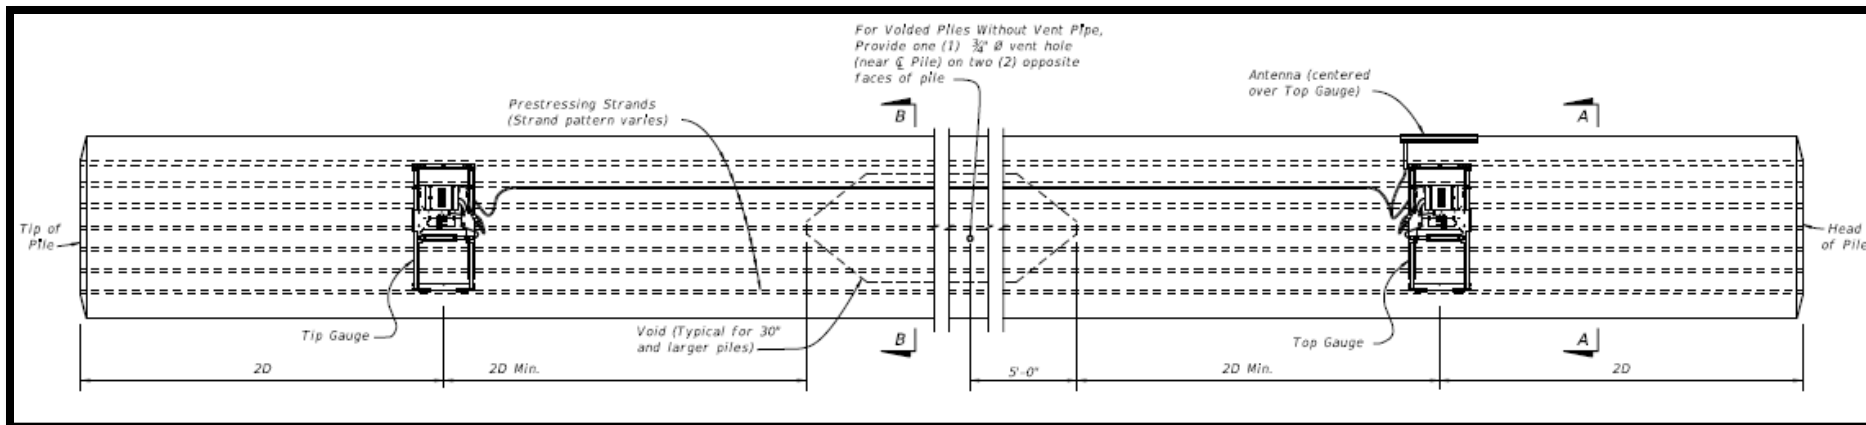 For Voided Piles Without Vent Pipe,
Provide one (1) ¾" Ø vent hole
(near ℄ Pile) on two (2) opposite
faces of pile
Antenna (centered
over Top Gauge)
Prestressing Strands
(Strand pattern varies)
B
A
Tip of
Pile
Head
of Pile
Tip Gauge
Void (Typical for 30"
and larger piles)
B
Top Gauge
A
2D
2D Min.
5'-0"
2D Min.
2D